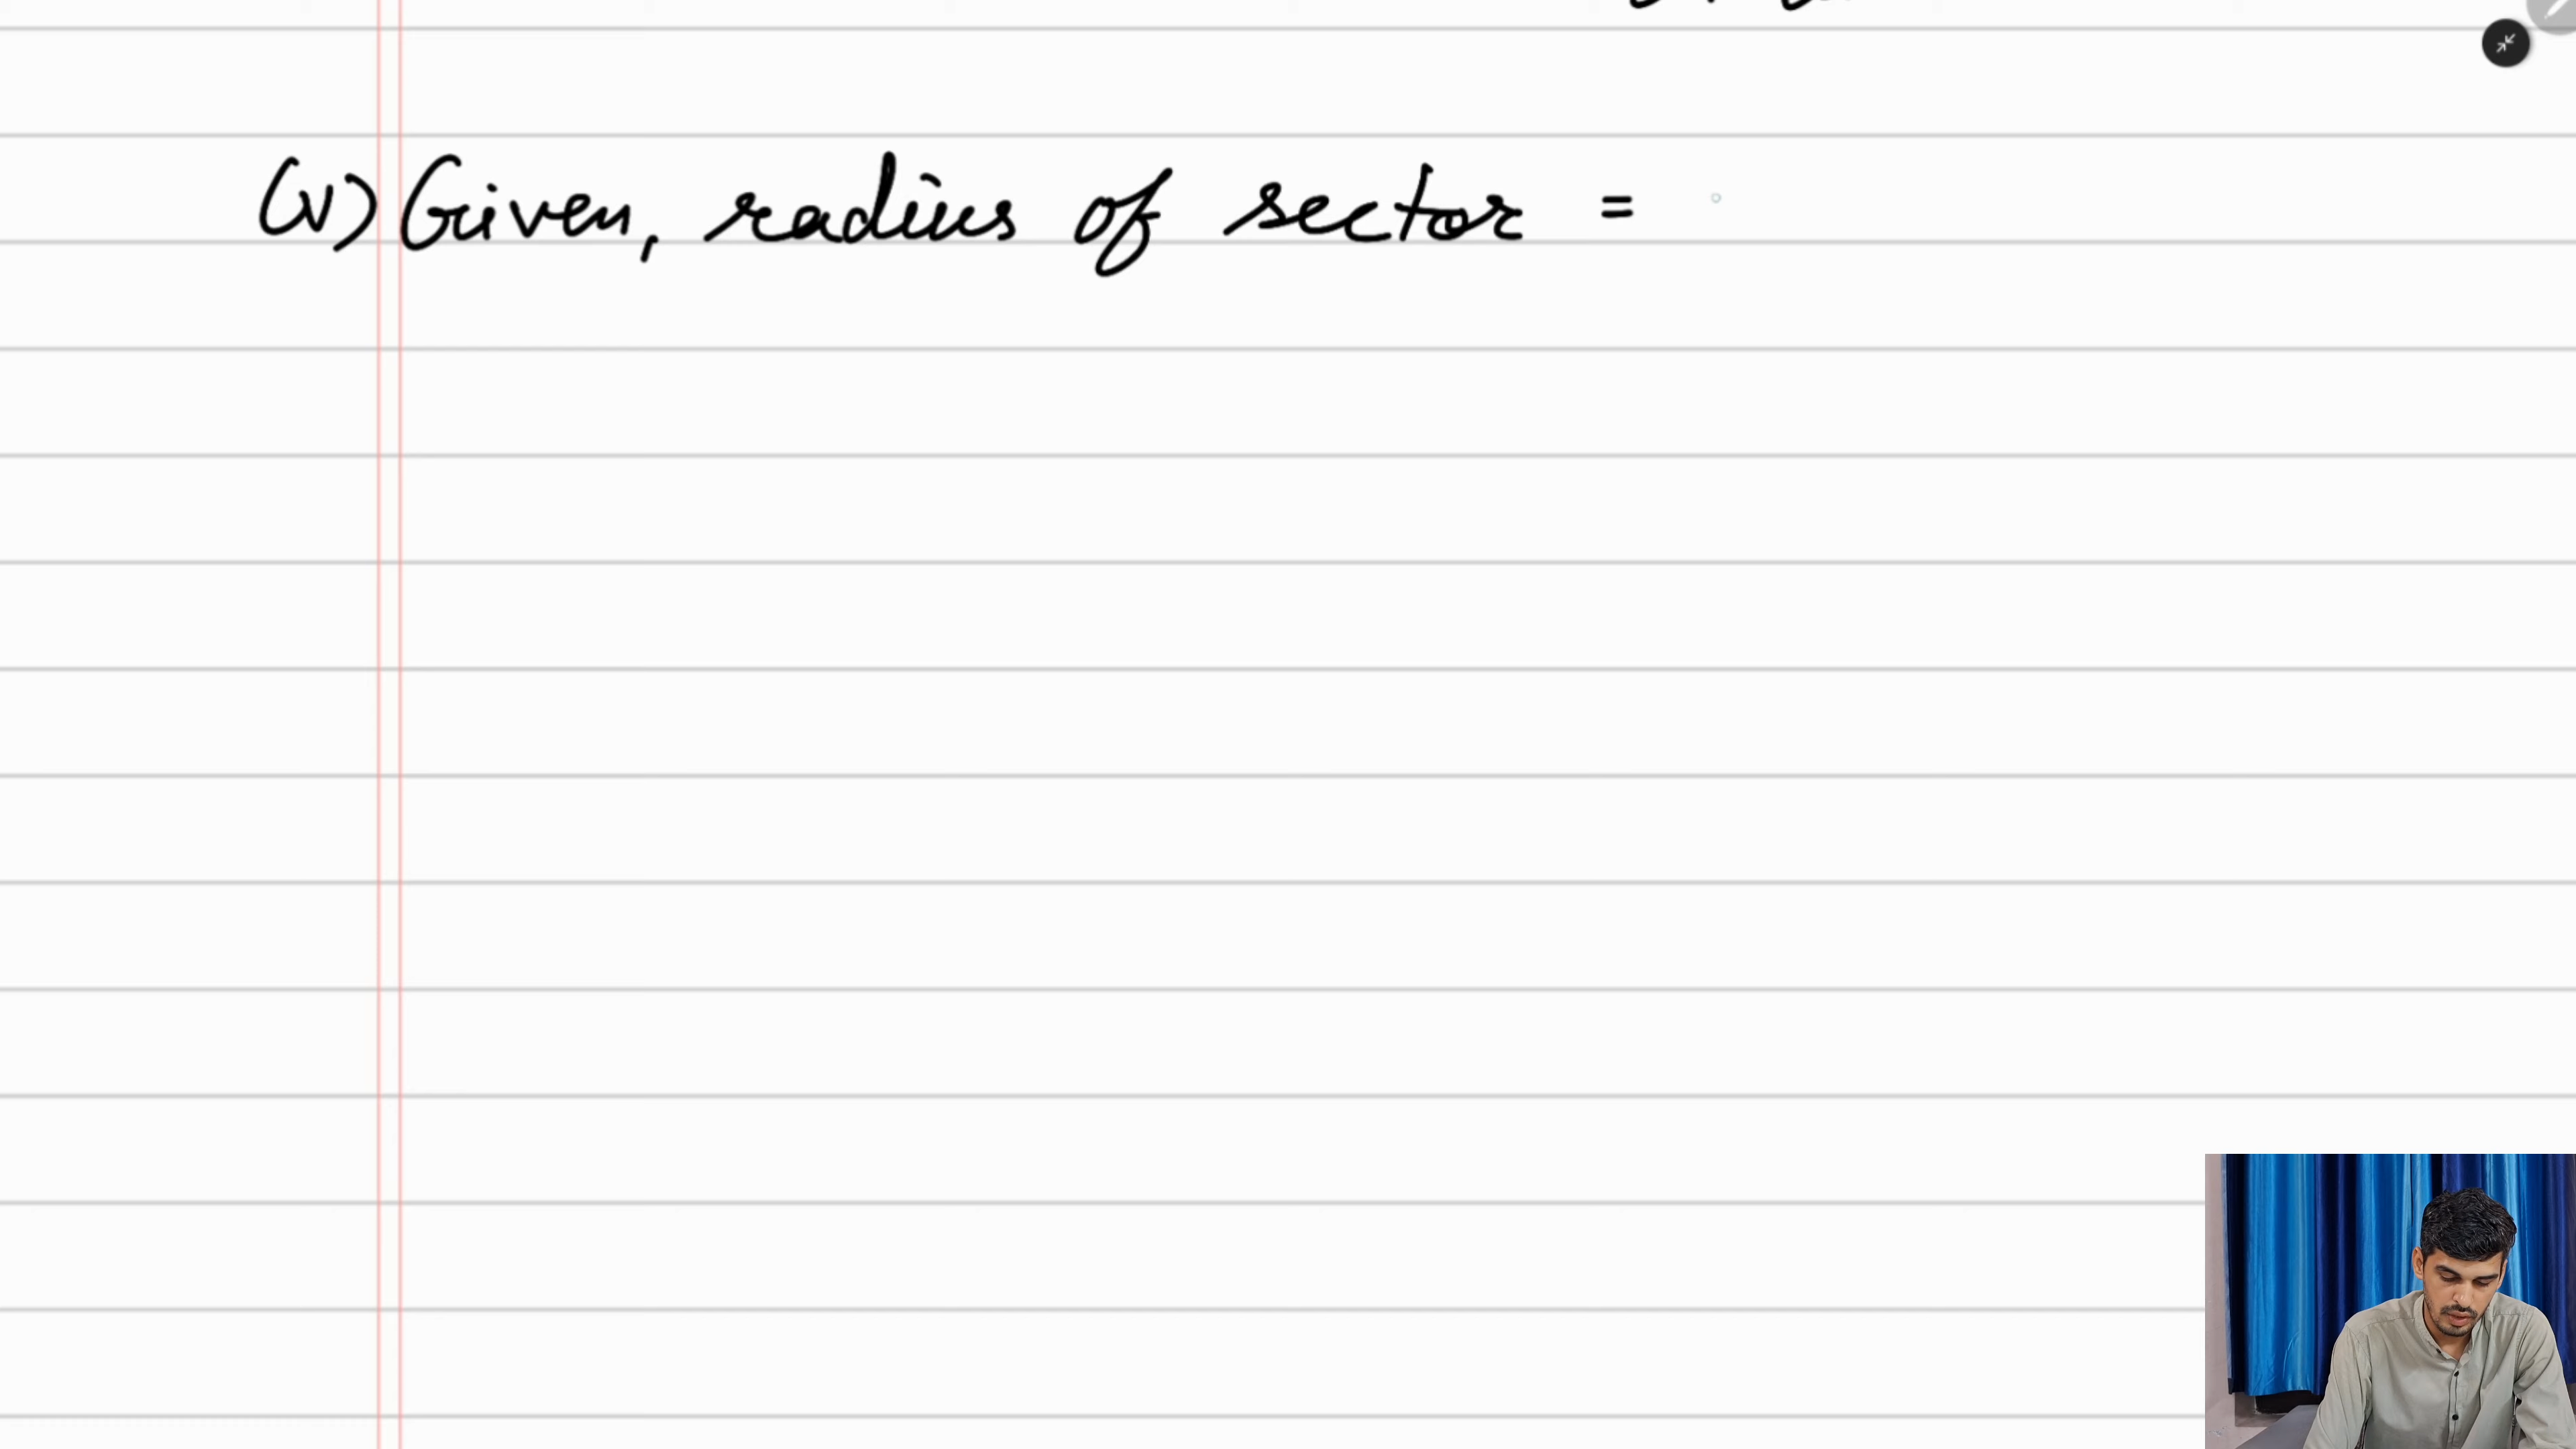 (v) Given, radius of sector =